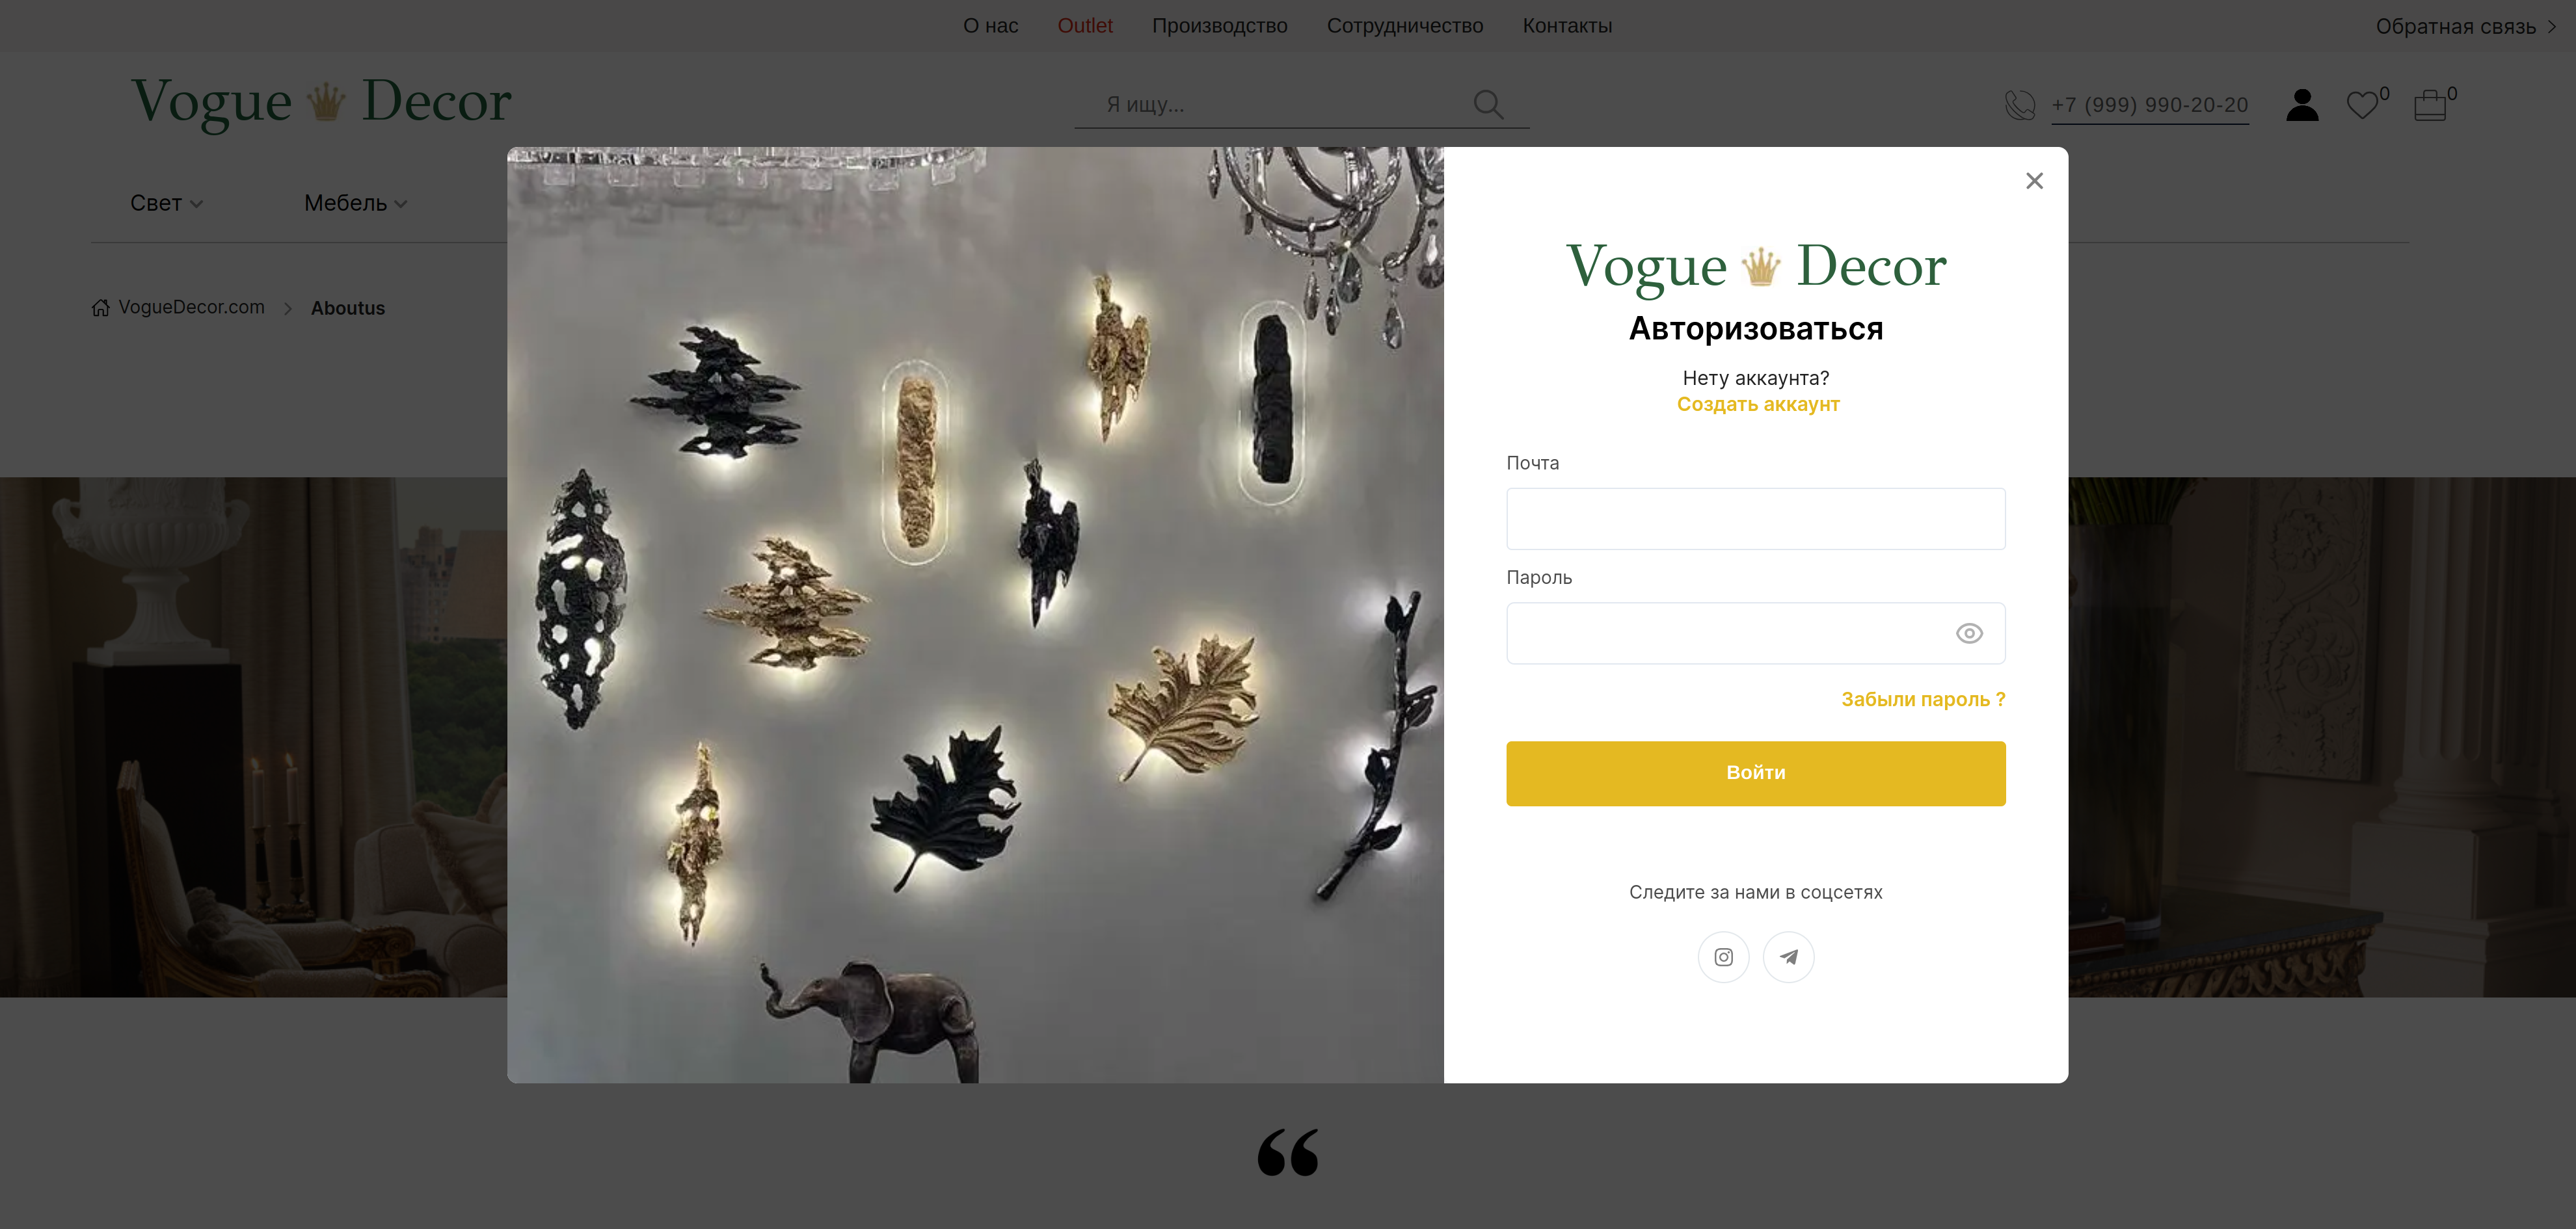 О нас Outlet Производство Сотрудничество Контакты Обратная связь
Vogue Decor Я ищу... +7 (999) 990-20-20 0 0
Свет Мебель
VogueDecor.com Aboutus
Vogue Decor
Авторизоваться
Нету аккаунта?
Создать аккаунт
Почта
Пароль
Забыли пароль ?
Войти
Следите за нами в соцсетях
“